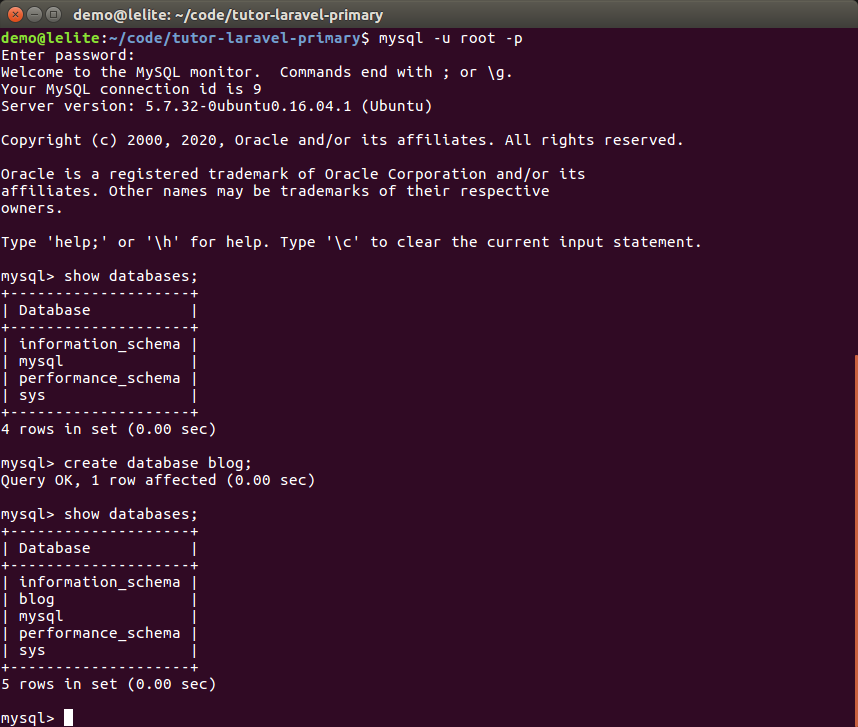 demo@lelite: ~/code/tutor-laravel-primary
demo@lelite:~/code/tutor-laravel-primary$ mysql -u root -p
Enter password:
Welcome to the MySQL monitor.  Commands end with ; or \g.
Your MySQL connection id is 9
Server version: 5.7.32-0ubuntu0.16.04.1 (Ubuntu)

Copyright (c) 2000, 2020, Oracle and/or its affiliates. All rights reserved.

Oracle is a registered trademark of Oracle Corporation and/or its
affiliates. Other names may be trademarks of their respective
owners.

Type 'help;' or '\h' for help. Type '\c' to clear the current input statement.

mysql> show databases;
+--------------------+
| Database           |
+--------------------+
| information_schema |
| mysql              |
| performance_schema |
| sys                |
+--------------------+
4 rows in set (0.00 sec)

mysql> create database blog;
Query OK, 1 row affected (0.00 sec)

mysql> show databases;
+--------------------+
| Database           |
+--------------------+
| information_schema |
| blog               |
| mysql              |
| performance_schema |
| sys                |
+--------------------+
5 rows in set (0.00 sec)

mysql>